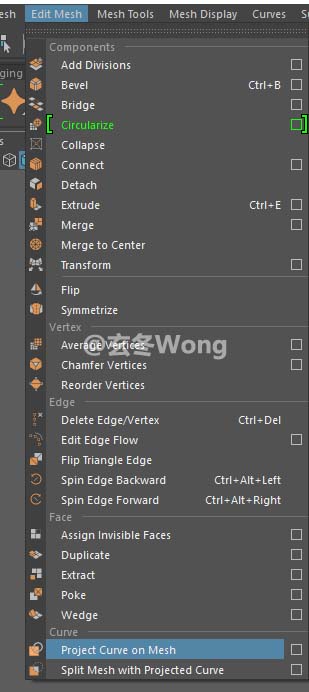 esh Edit Mesh Mesh Tools Mesh Display Curves Su
ging
s
Components
Add Divisions
Bevel Ctrl+B
Bridge
Circularize
Collapse
Connect
Detach
Extrude Ctrl+E
Merge
Merge to Center
Transform
Flip
Symmetrize
Vertex
@玄冬Wong
Average Vertices
Chamfer Vertices
Reorder Vertices
Edge
Delete Edge/Vertex Ctrl+Del
Edit Edge Flow
Flip Triangle Edge
Spin Edge Backward Ctrl+Alt+Left
Spin Edge Forward Ctrl+Alt+Right
Face
Assign Invisible Faces
Duplicate
Extract
Poke
Wedge
Curve
Project Curve on Mesh
Split Mesh with Projected Curve